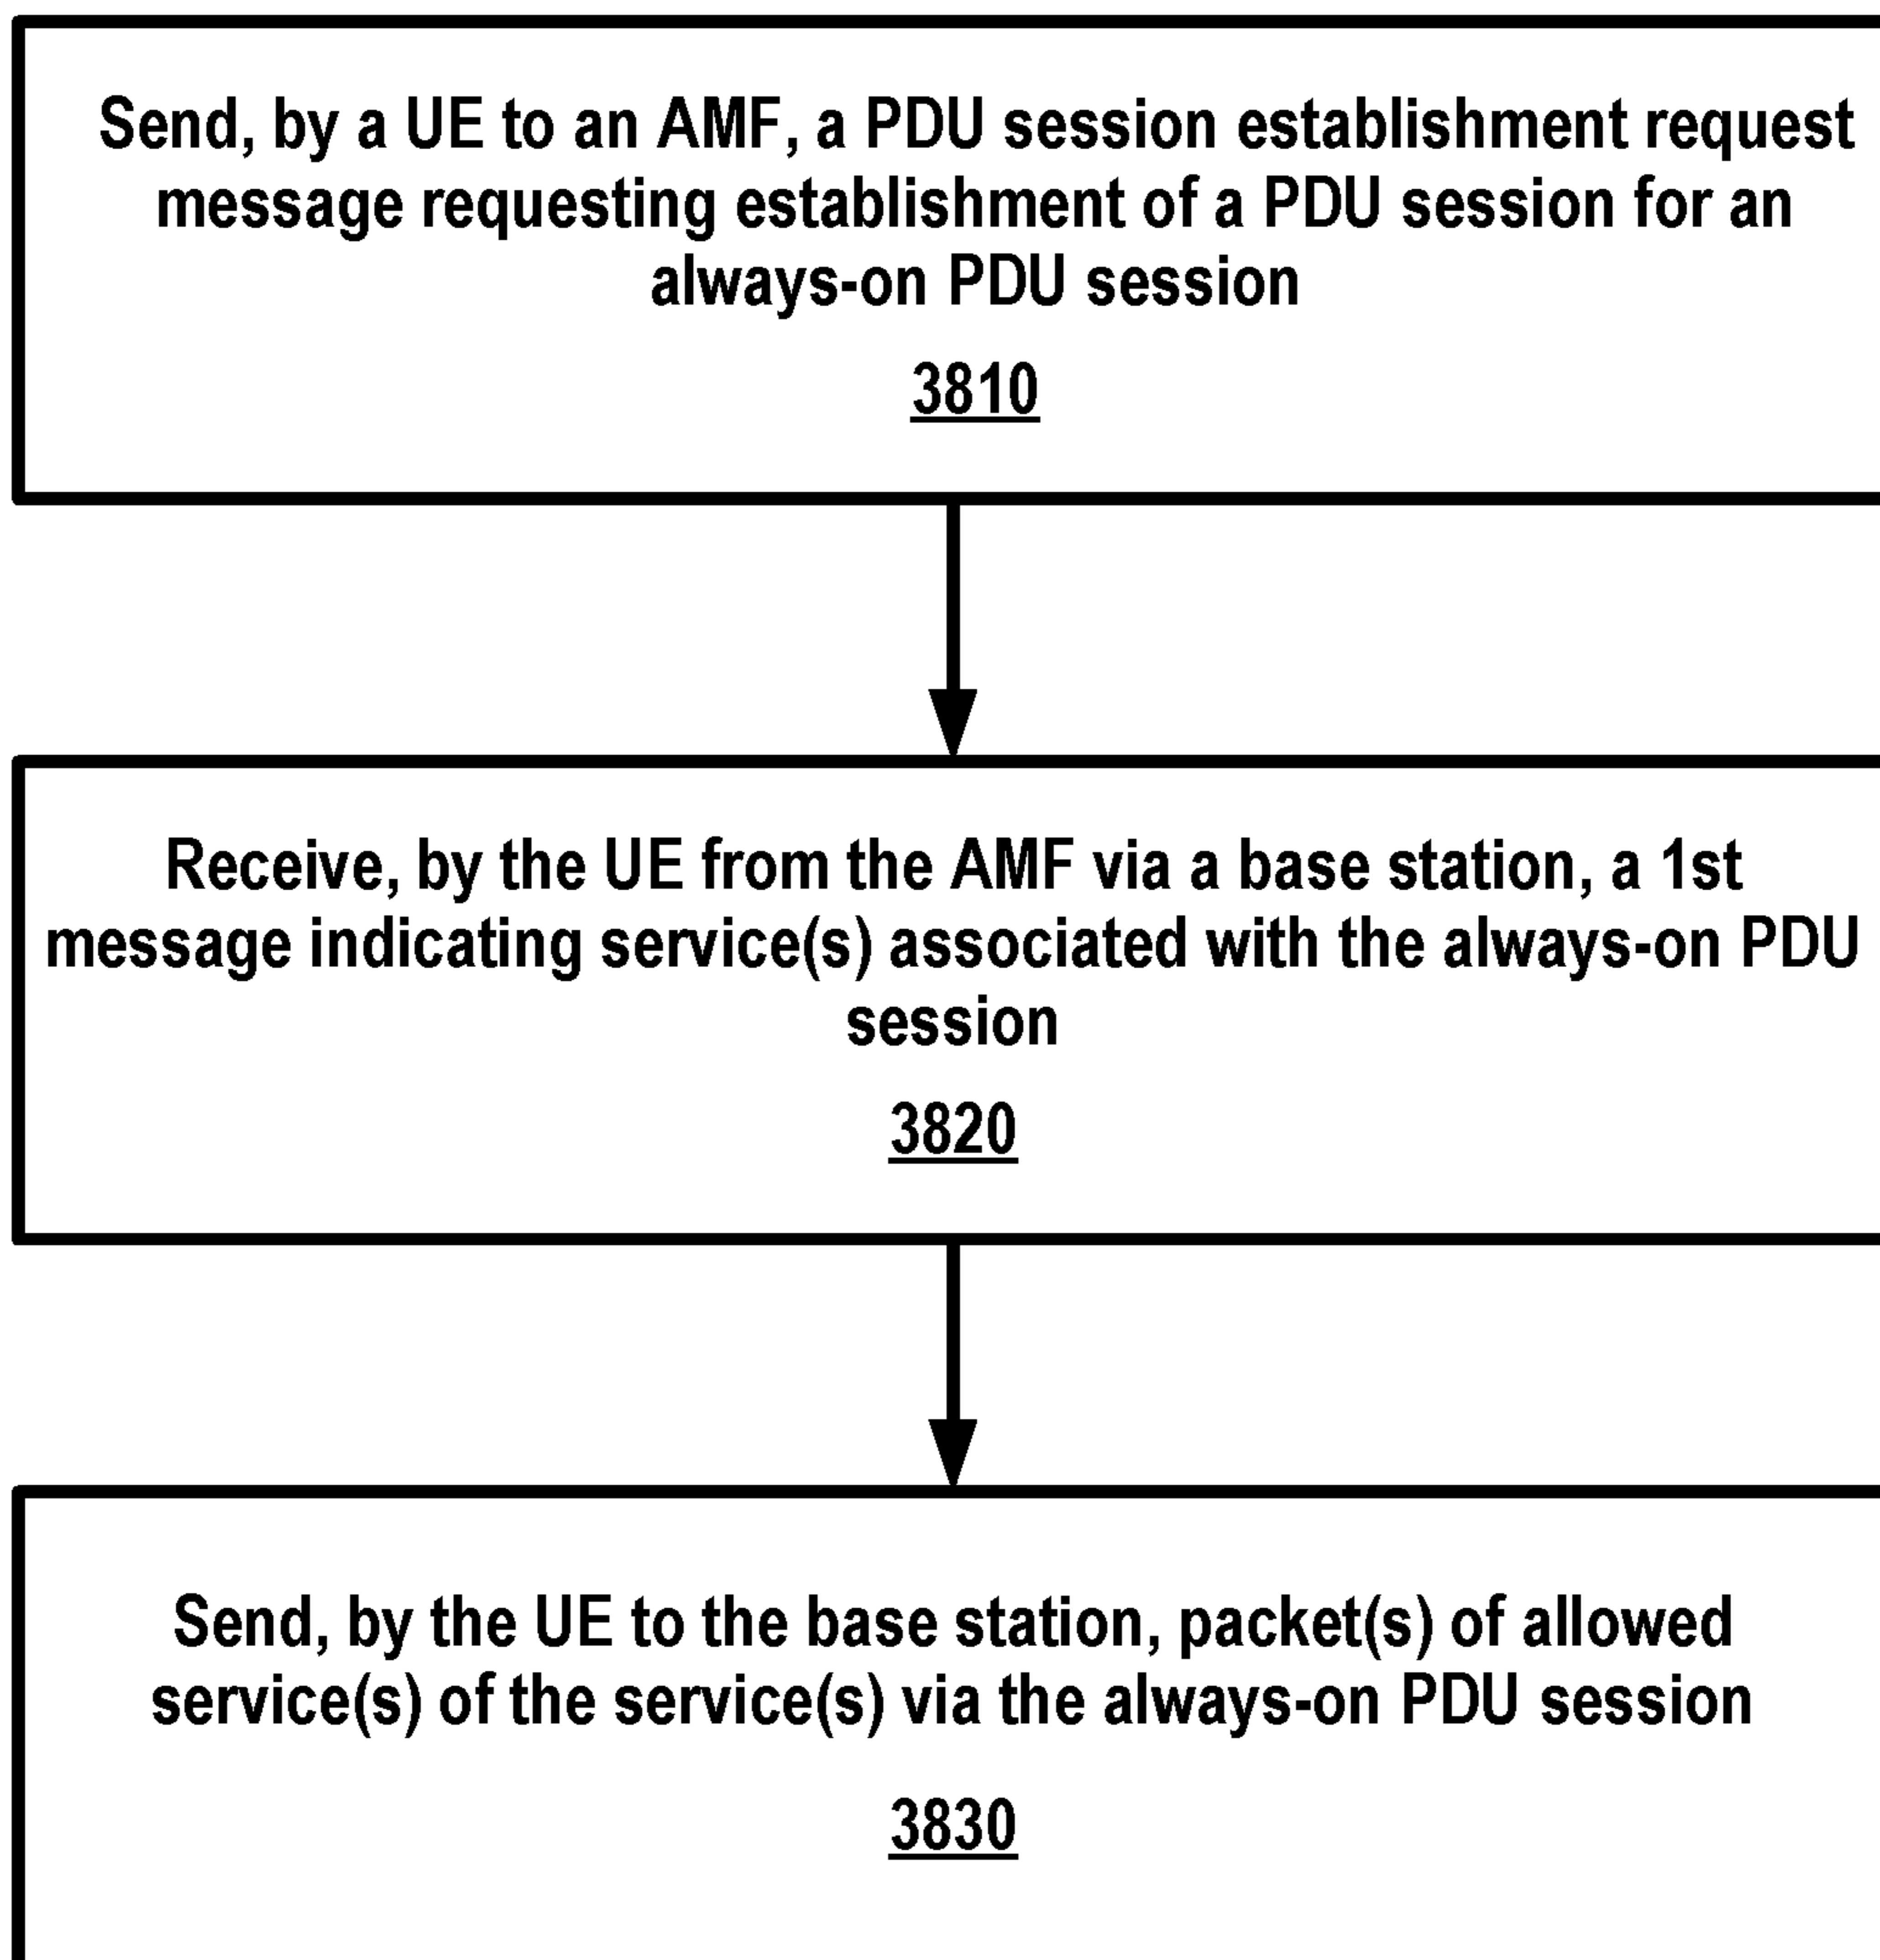 Send, by a UE to an AMF, a PDU session establishment request
message requesting establishment of a PDU session for an
always-on PDU session
3810
Receive, by the UE from the AMF via a base station, a 1st
message indicating service(s) associated with the always-on PDU
session
3820
Send, by the UE to the base station, packet(s) of allowed
service(s) of the service(s) via the always-on PDU session
3830